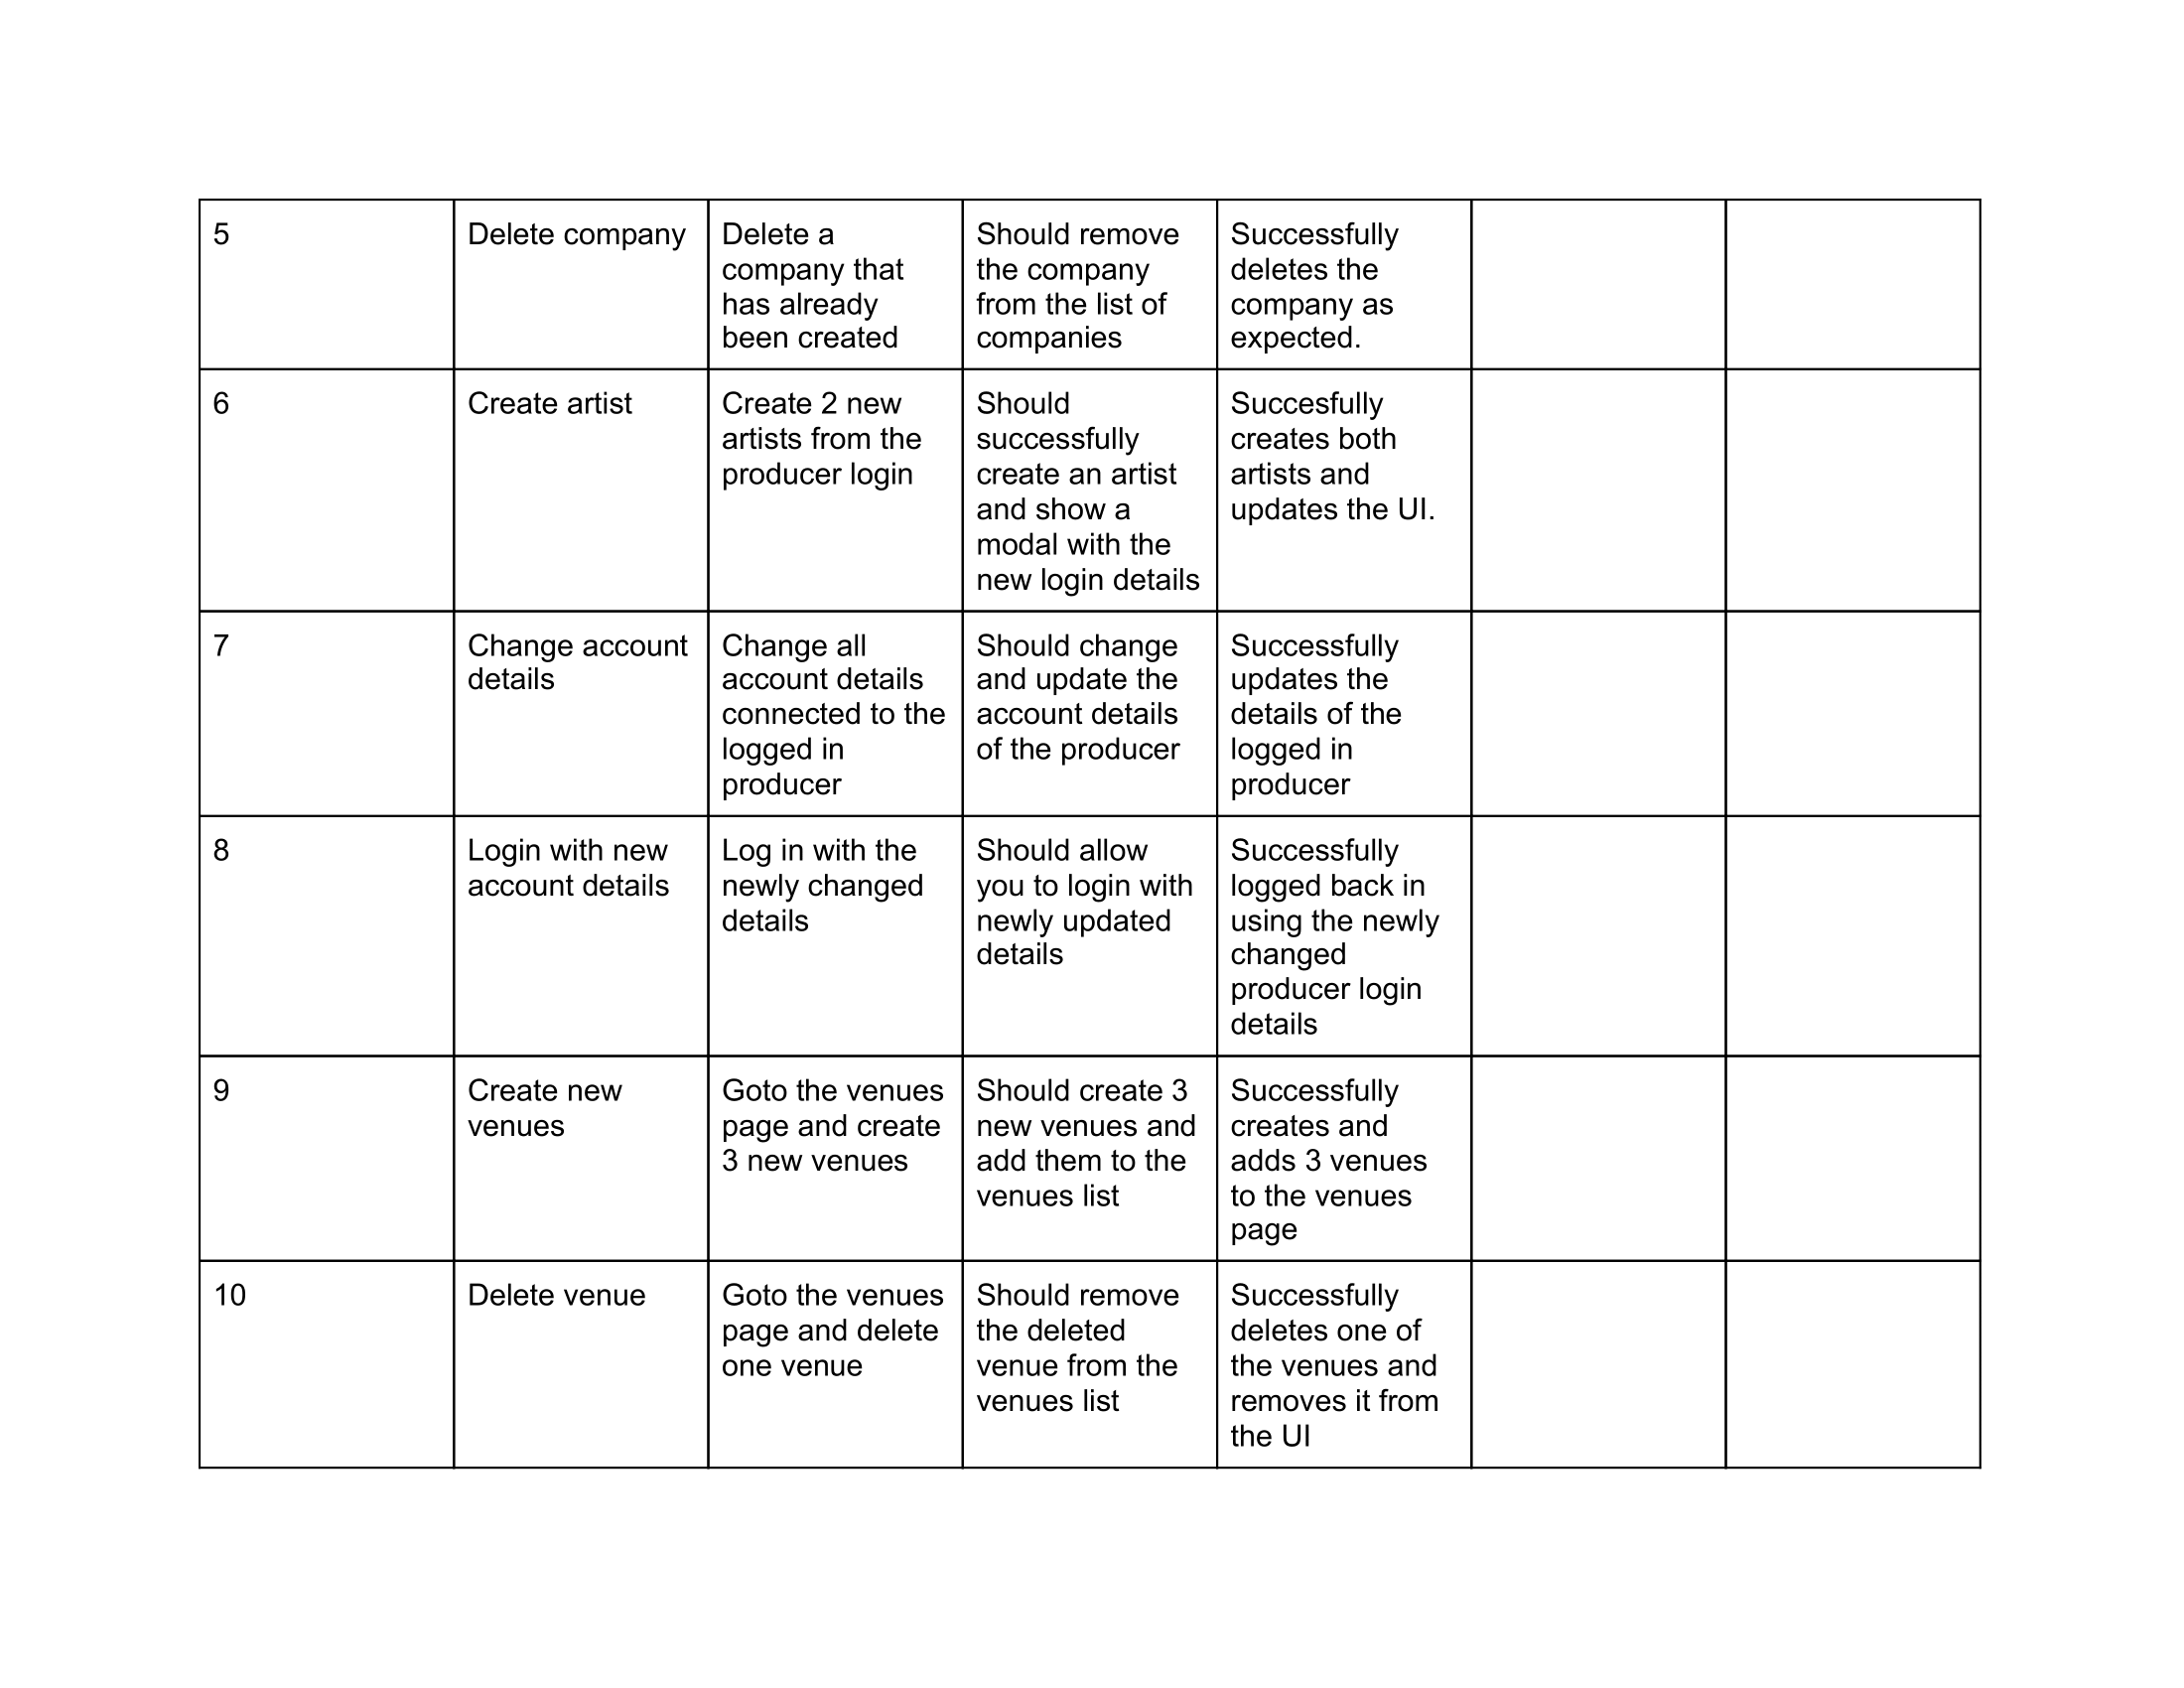 5
Delete company
Delete a
company that
has already
been created
Should remove
the company
from the list of
companies
Successfully
deletes the
company as
expected.
6
Create artist
Create 2 new
artists from the
producer login
Should
successfully
create an artist
and show a
modal with the
new login details
Succesfully
creates both
artists and
updates the UI.
7
Change account
details
Change all
account details
connected to the
logged in
producer
Should change
and update the
account details
of the producer
Successfully
updates the
details of the
logged in
producer
8
Login with new
account details
Log in with the
newly changed
details
Should allow
you to login with
newly updated
details
Successfully
logged back in
using the newly
changed
producer login
details
9
Create new
venues
Goto the venues
page and create
3 new venues
Should create 3
new venues and
add them to the
venues list
Successfully
creates and
adds 3 venues
to the venues
page
10
Delete venue
Goto the venues
page and delete
one venue
Should remove
the deleted
venue from the
venues list
Successfully
deletes one of
the venues and
removes it from
the UI